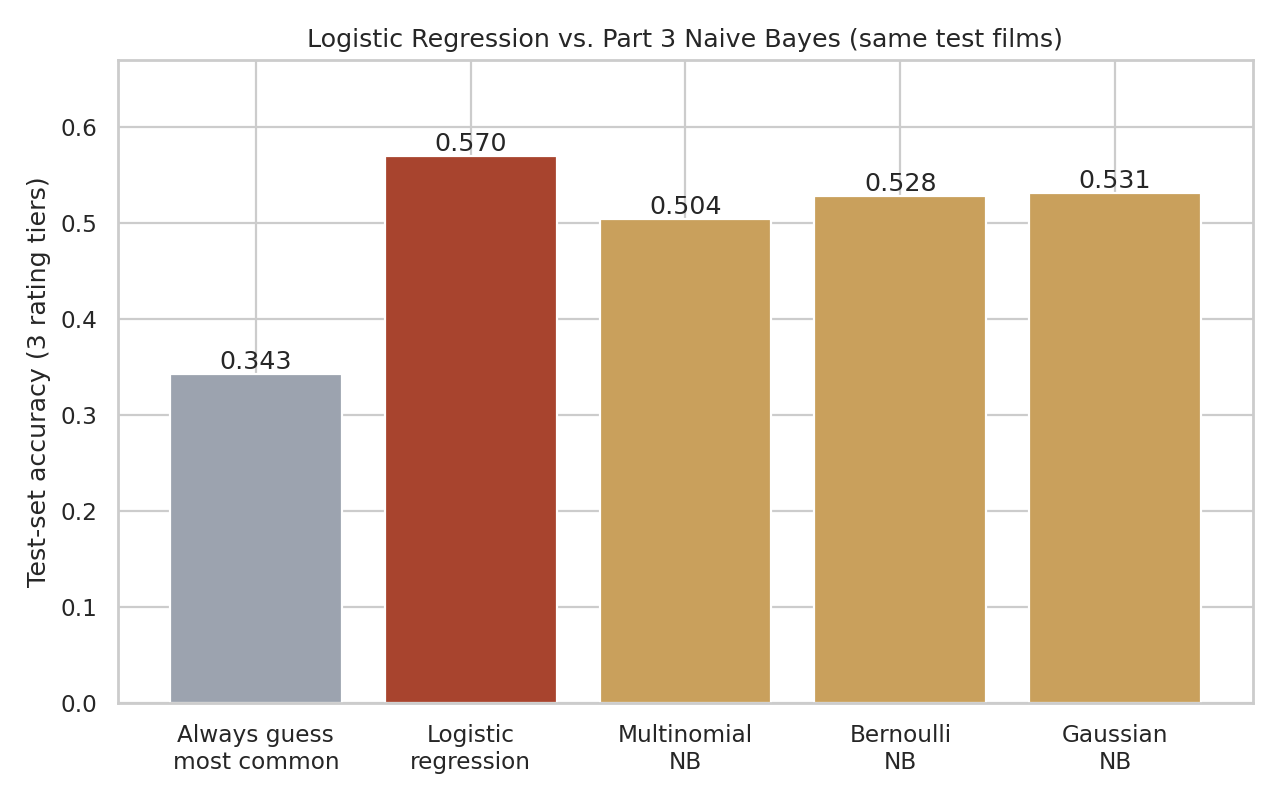 Logistic Regression vs. Part 3 Naive Bayes (same test films)
Test-set accuracy (3 rating tiers)
0.6
0.5
0.4
0.3
0.2
0.1
0.0
0.343
0.570
0.504
0.528
0.531
Always guess
most common
Logistic
regression
Multinomial
NB
Bernoulli
NB
Gaussian
NB